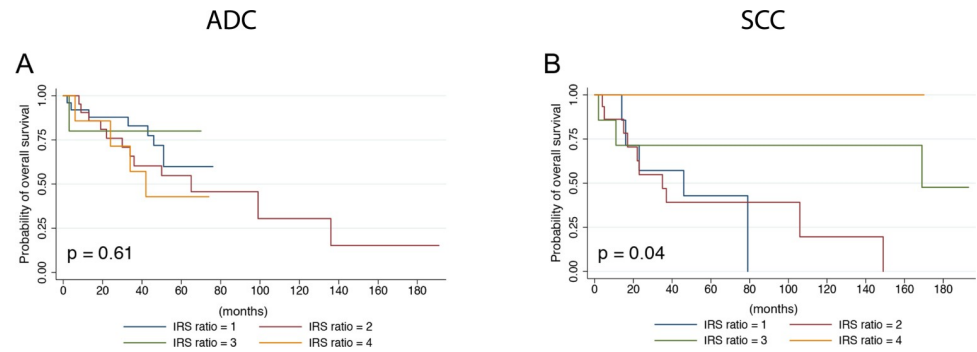 ADC
SCC
A
Probability of overall survival
1.00
0.75
0.50
0.25
0.00
p = 0.61
0 20 40 60 80 100 120 140 160 180
(months)
IRS ratio = 1 IRS ratio = 2
IRS ratio = 3 IRS ratio = 4
B
Probability of overall survival
1.00
0.75
0.50
0.25
0.00
p = 0.04
0 20 40 60 80 100 120 140 160 180
(months)
IRS ratio = 1 IRS ratio = 2
IRS ratio = 3 IRS ratio = 4